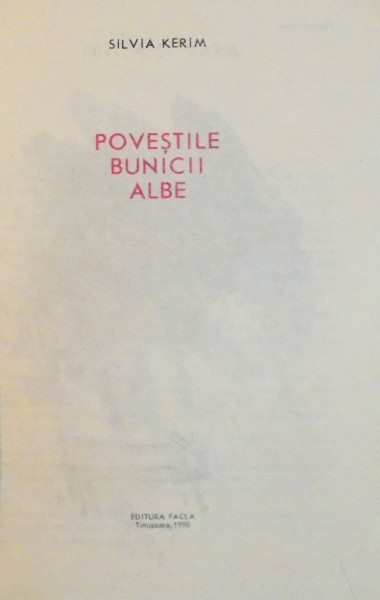 SILVIA KERIM
POVEȘTILE
BUNICII
ALBE
EDITURA FACLA
Timișoara, 1990